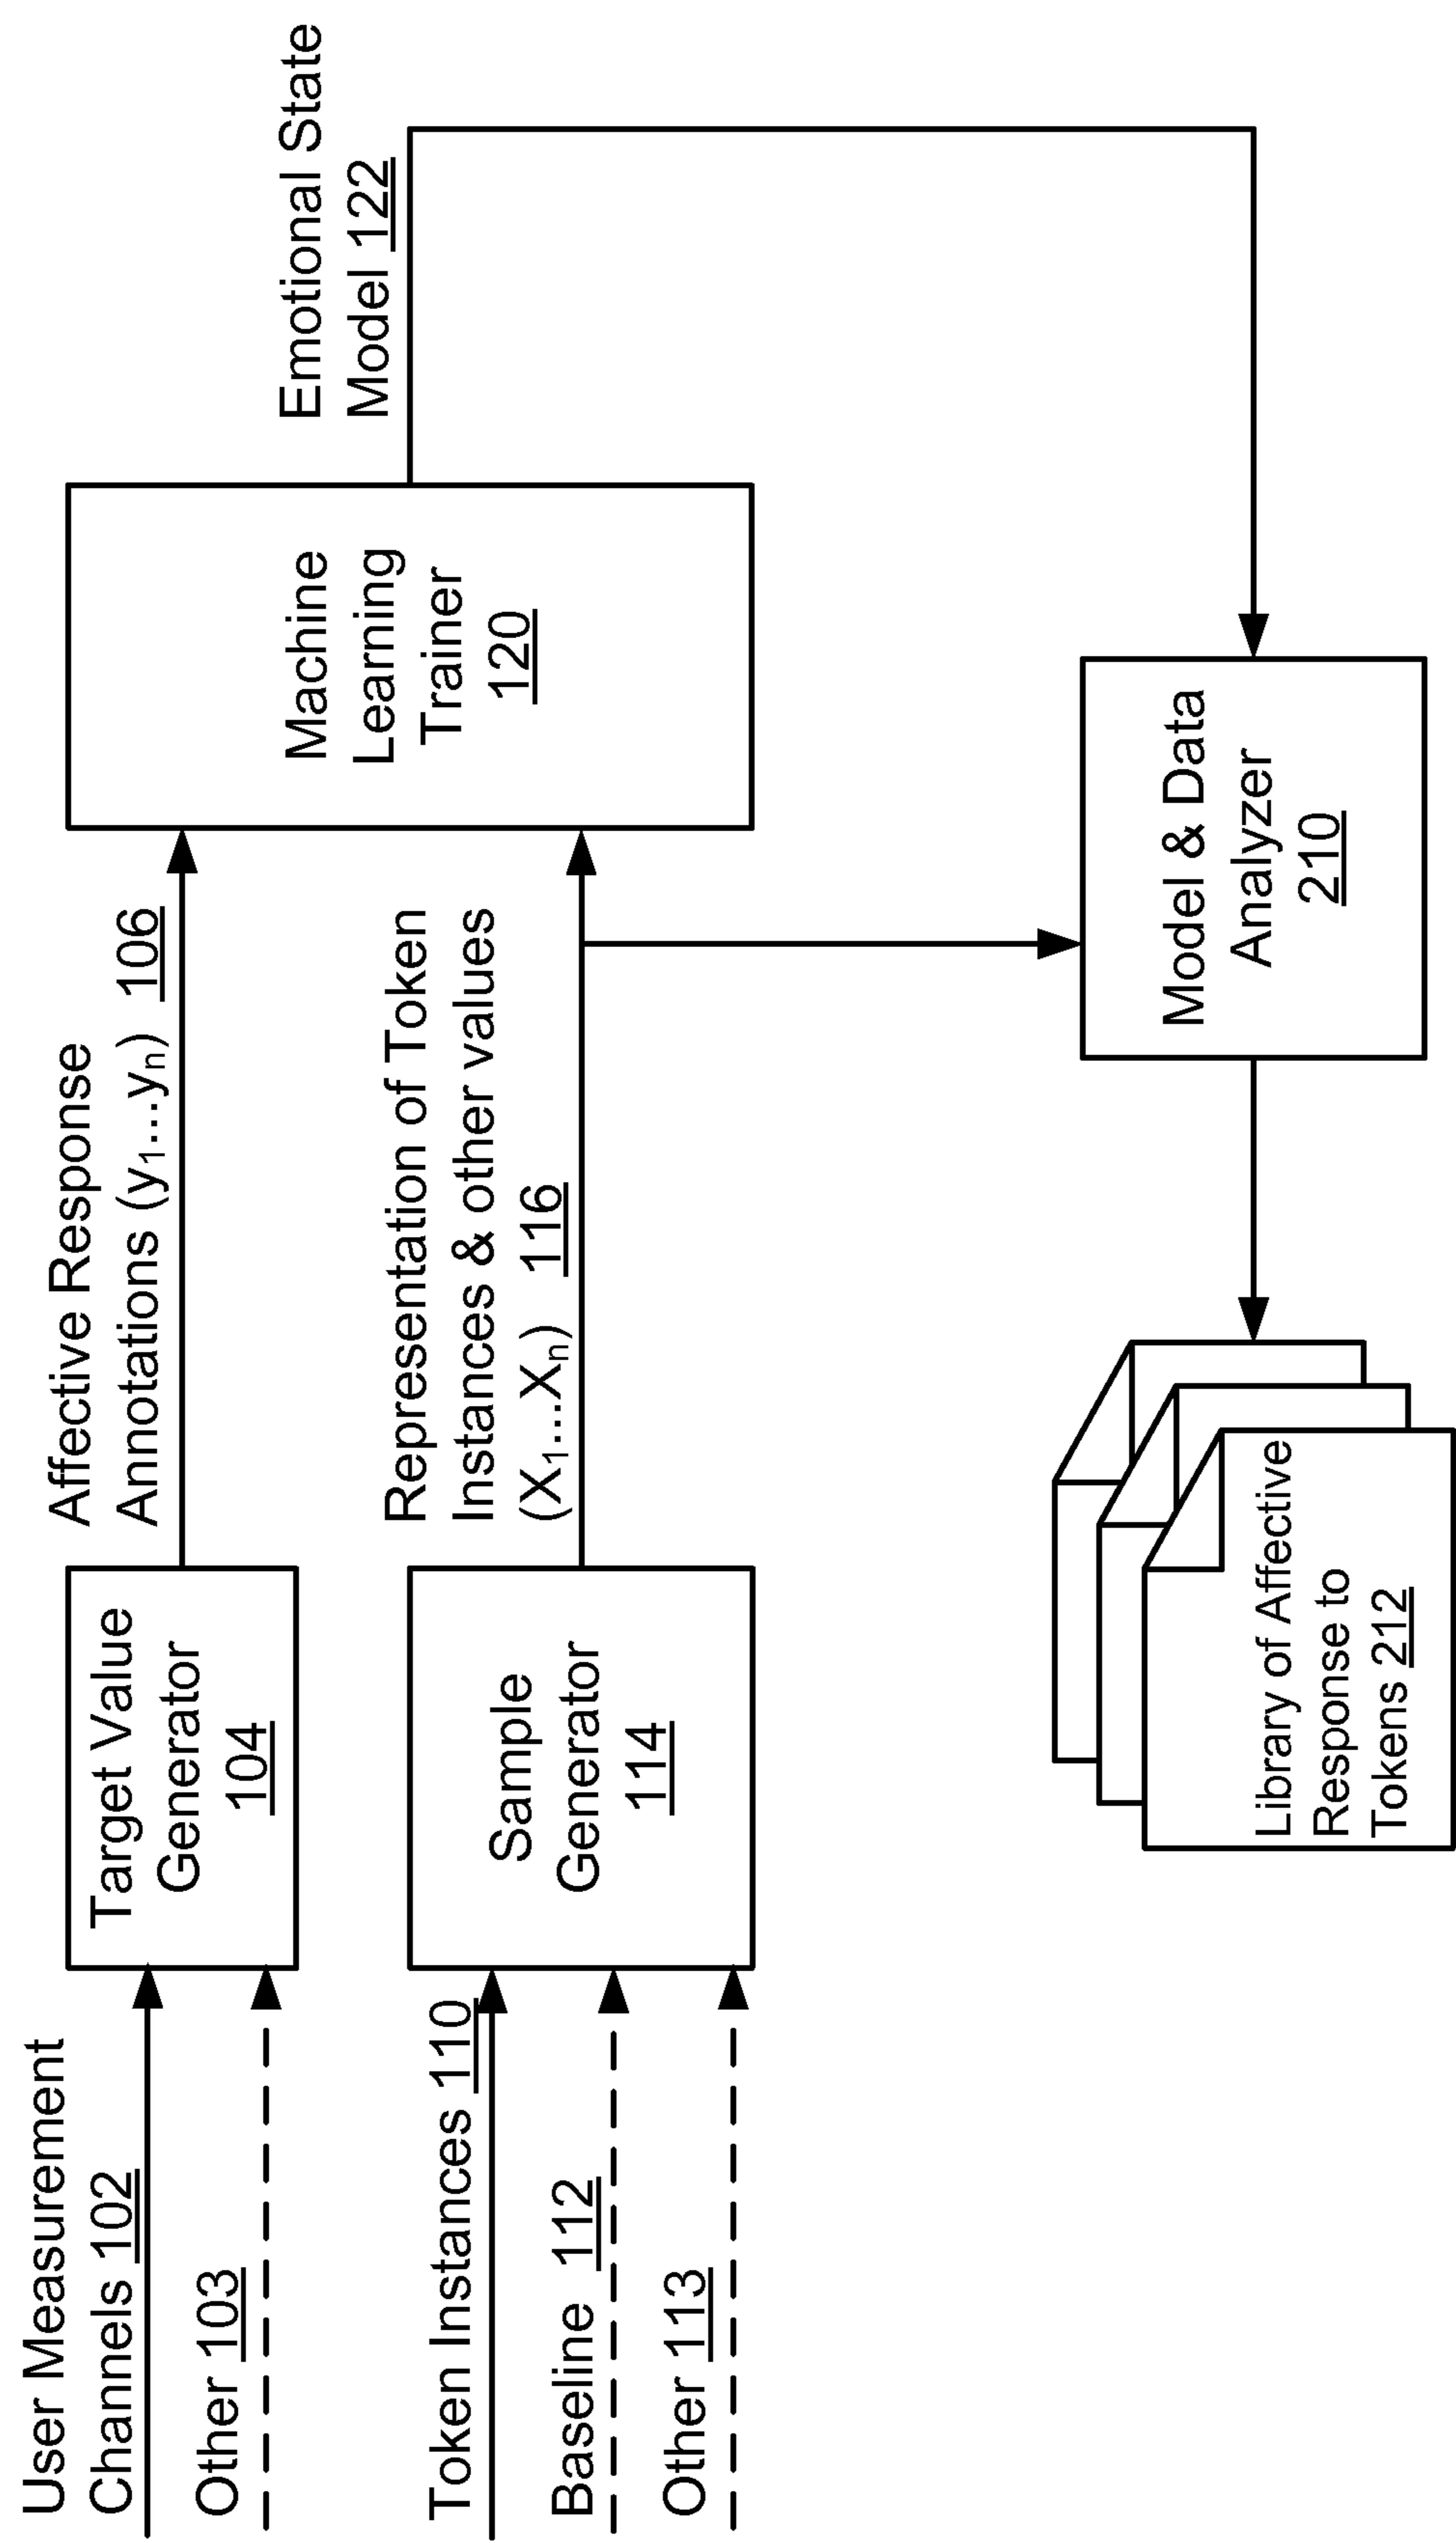 User Measurement
Channels 102
Other 103
Target Value
Generator
104
Affective Response
Annotations (y₁...yₙ) 106
Token Instances 110
Baseline 112
Other 113
Sample
Generator
114
Representation of Token
Instances & other values
(X₁...Xₙ) 116
Machine
Learning
Trainer
120
Emotional State
Model 122
Model & Data
Analyzer
210
Library of Affective
Response to
Tokens 212